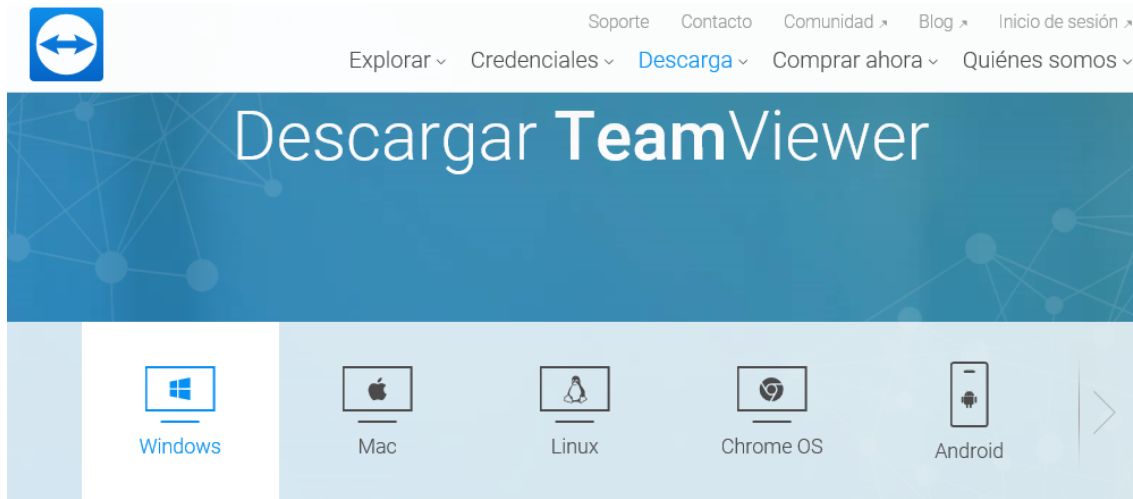 Soporte Contacto Comunidad Blog Inicio de sesión
Explorar Credenciales Descarga Comprar ahora Quiénes somos
Descargar TeamViewer
Windows Mac Linux Chrome OS Android